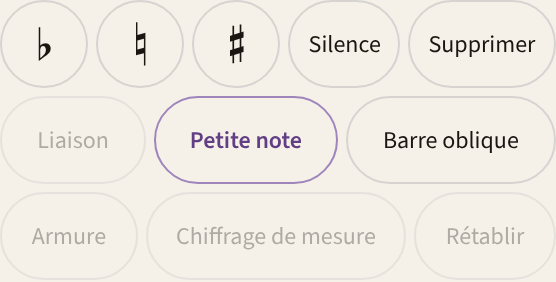 ♭ ♮ ♯ Silence Supprimer
Liaison Petite note Barre oblique
Armure Chiffrage de mesure Rétablir